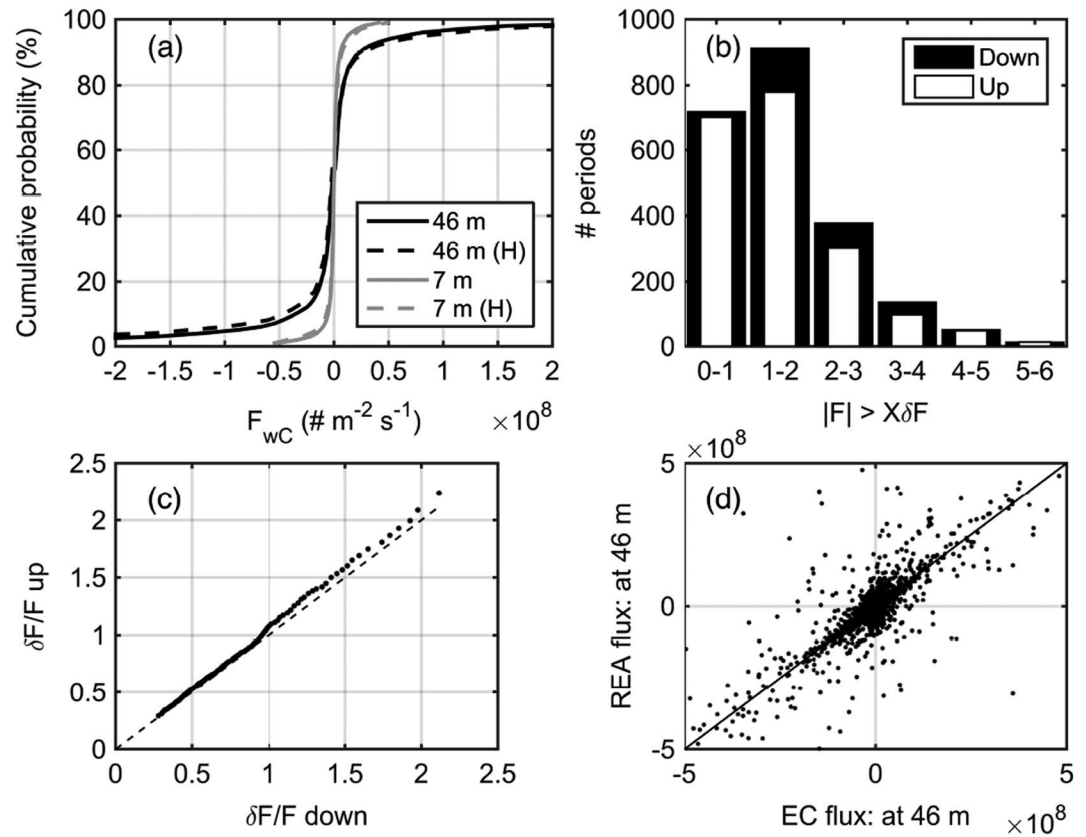 (a)
Cumulative probability (%)
100
80
60
40
20
0
46 m
46 m (H)
7 m
7 m (H)
-2 -1.5 -1 -0.5 0 0.5 1 1.5 2
F_wC (# m^-2 s^-1)
×10^8
(b)
# periods
1000
800
600
400
200
0
Down
Up
0-1 1-2 2-3 3-4 4-5 5-6
|F| > XδF
(c)
δF/F up
2.5
2
1.5
1
0.5
0
0 0.5 1 1.5 2 2.5
δF/F down
×10^8
(d)
REA flux: at 46 m
5
0
-5
-5 0 5
EC flux: at 46 m
×10^8